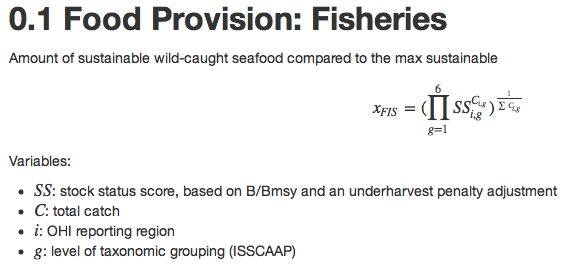 0.1 Food Provision: Fisheries
Amount of sustainable wild-caught seafood compared to the max sustainable
x_{FIS} = (\prod_{g=1}^{6} SS_{i,g}^{C_{i,g}})^{\frac{1}{\sum C_{i,g}}}
Variables:
• SS: stock status score, based on B/Bmsy and an underharvest penalty adjustment
• C: total catch
• i: OHI reporting region
• g: level of taxonomic grouping (ISSCAAP)